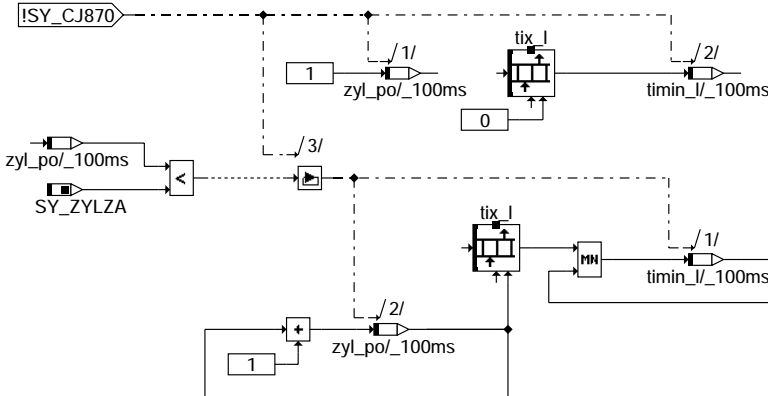 !SY_CJ870
/1/
tix_l
/2/
1
zyl_po/_100ms
timin_l/_100ms
0
/3/
zyl_po/_100ms
<
SY_ZYLZA
tix_l
/1/
MN
timin_l/_100ms
/2/
+
zyl_po/_100ms
1